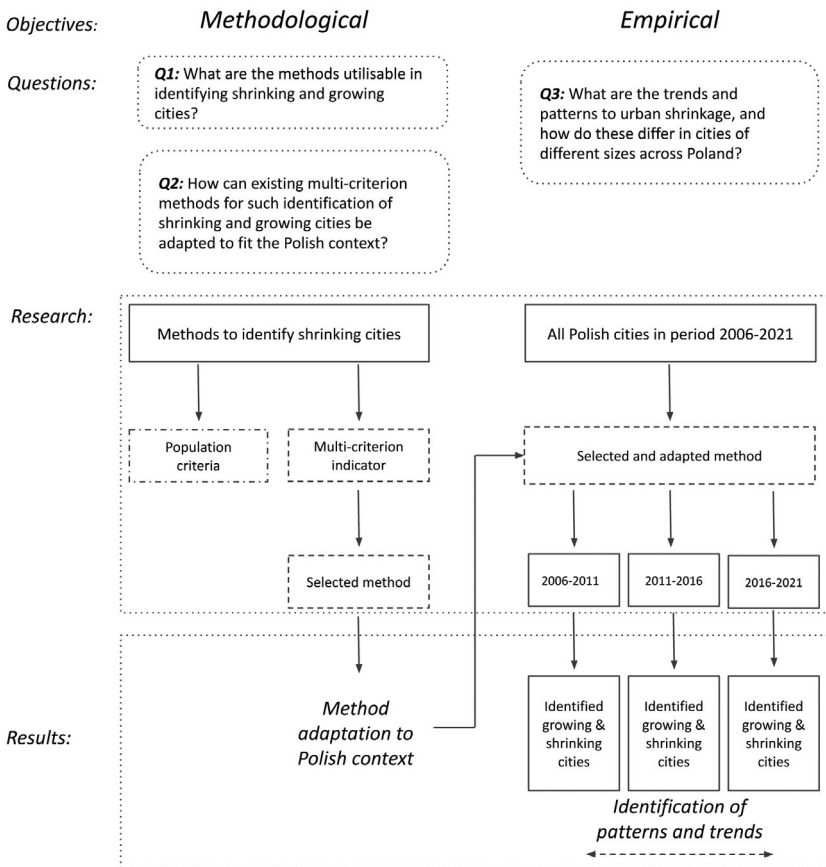 Objectives:
Methodological
Empirical
Questions:
Q1: What are the methods utilisable in
identifying shrinking and growing
cities?
Q2: How can existing multi-criterion
methods for such identification of
shrinking and growing cities be
adapted to fit the Polish context?
Q3: What are the trends and
patterns to urban shrinkage, and
how do these differ in cities of
different sizes across Poland?
Research:
Methods to identify shrinking cities
Population
criteria
Multi-criterion
indicator
Selected method
All Polish cities in period 2006-2021
Selected and adapted method
2006-2011
2011-2016
2016-2021
Results:
Method
adaptation to
Polish context
Identified
growing &
shrinking
cities
Identified
growing &
shrinking
cities
Identified
growing &
shrinking
cities
Identification of
patterns and trends